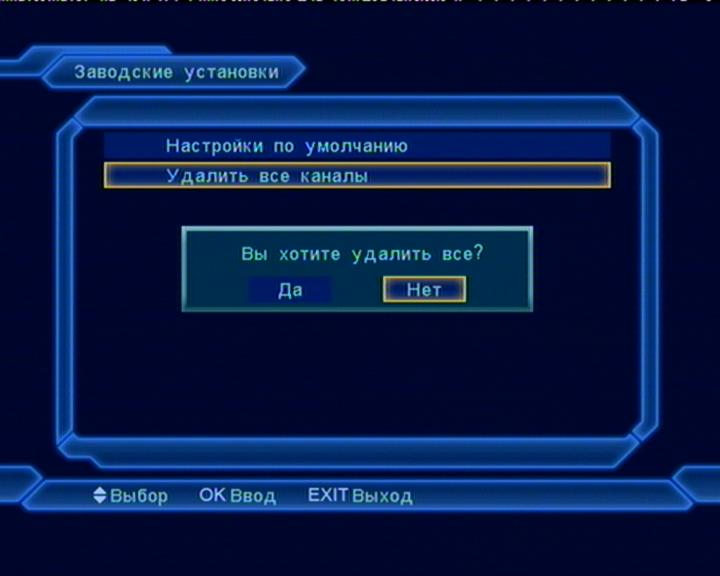 Заводские установки
Настройки по умолчанию
Удалить все каналы
Вы хотите удалить все?
Да Нет
Выбор OK Ввод EXIT Выход